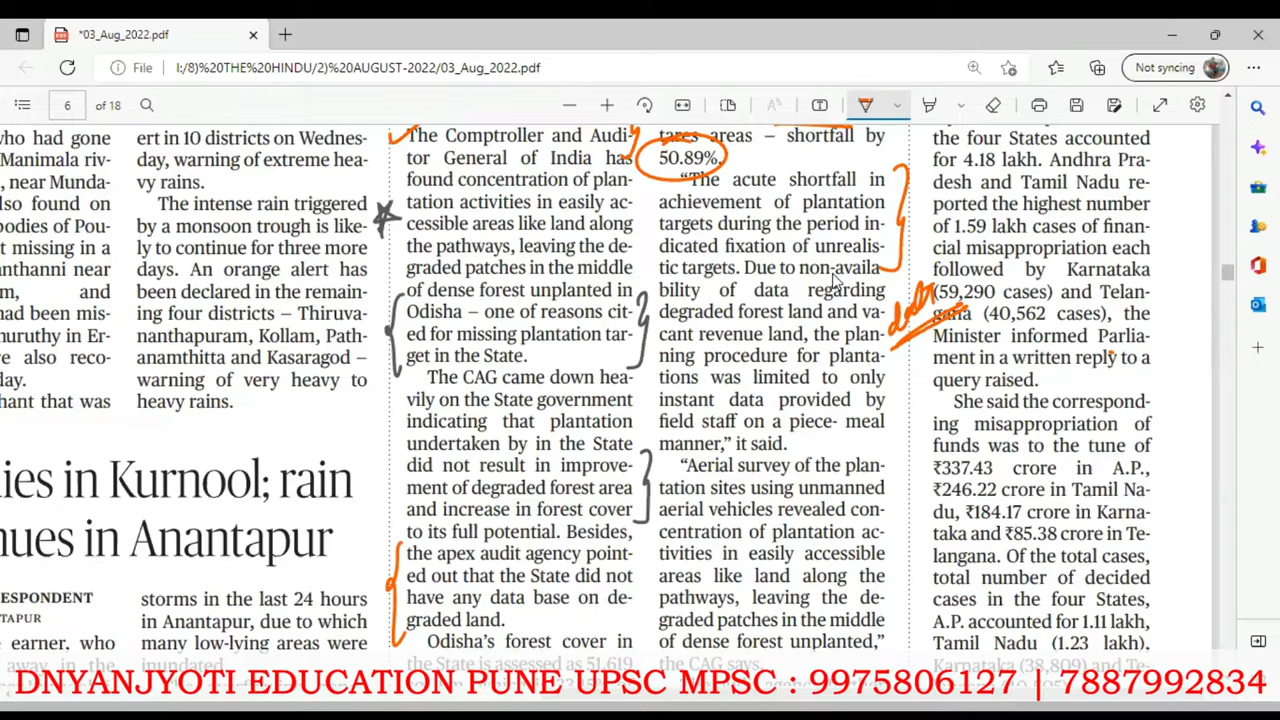 *03_Aug_2022.pdf
File
I:/8)%20THE%20HINDU/2)%20AUGUST-2022/03_Aug_2022.pdf
Not syncing
6
of 18
who had gone
Manimala riv-
, near Munda-
lso found on
bodies of Pou-
t missing in a
nthanni near
m, and
had been mis-
muruthy in Er-
re also reco-
day.
hant that was
ert in 10 districts on Wednes-
day, warning of extreme hea-
vy rains.
The intense rain triggered
by a monsoon trough is like-
ly to continue for three more
days. An orange alert has
been declared in the remain-
ing four districts – Thiruva-
nanthapuram, Kollam, Path-
anamthitta and Kasaragod –
warning of very heavy to
heavy rains.
ies in Kurnool; rain
nues in Anantapur
RESPONDENT
TAPUR
e earner, who
away in the
storms in the last 24 hours
in Anantapur, due to which
many low-lying areas were
inundated.
The Comptroller and Audi-
tor General of India has
found concentration of plan-
tation activities in easily ac-
cessible areas like land along
the pathways, leaving the de-
graded patches in the middle
of dense forest unplanted in
Odisha – one of reasons cit-
ed for missing plantation tar-
get in the State.
The CAG came down hea-
vily on the State government
indicating that plantation
undertaken by in the State
did not result in improve-
ment of degraded forest area
and increase in forest cover
to its full potential. Besides,
the apex audit agency point-
ed out that the State did not
have any data base on de-
graded land.
Odisha's forest cover in
the State is assessed as 51,619
tares areas – shortfall by
50.89%.
“The acute shortfall in
achievement of plantation
targets during the period in-
dicated fixation of unrealis-
tic targets. Due to non-availa
bility of data regarding
degraded forest land and va-
cant revenue land, the plan-
ning procedure for planta-
tions was limited to only
instant data provided by
field staff on a piece- meal
manner,” it said.
“Aerial survey of the plan-
tation sites using unmanned
aerial vehicles revealed con-
centration of plantation ac-
tivities in easily accessible
areas like land along the
pathways, leaving the de-
graded patches in the middle
of dense forest unplanted,”
the CAG says.
data
the four States accounted
for 4.18 lakh. Andhra Pra-
desh and Tamil Nadu re-
ported the highest number
of 1.59 lakh cases of finan-
cial misappropriation each
followed by Karnataka
(59,290 cases) and Telan-
gana (40,562 cases), the
Minister informed Parlia-
ment in a written reply to a
query raised.
She said the correspond-
ing misappropriation of
funds was to the tune of
₹337.43 crore in A.P.,
₹246.22 crore in Tamil Na-
du, ₹184.17 crore in Karna-
taka and ₹85.38 crore in Te-
langana. Of the total cases,
total number of decided
cases in the four States,
A.P. accounted for 1.11 lakh,
Tamil Nadu (1.23 lakh),
Karnataka (38,809) and Te-
DNYANJYOTI EDUCATION PUNE UPSC MPSC : 9975806127 | 7887992834